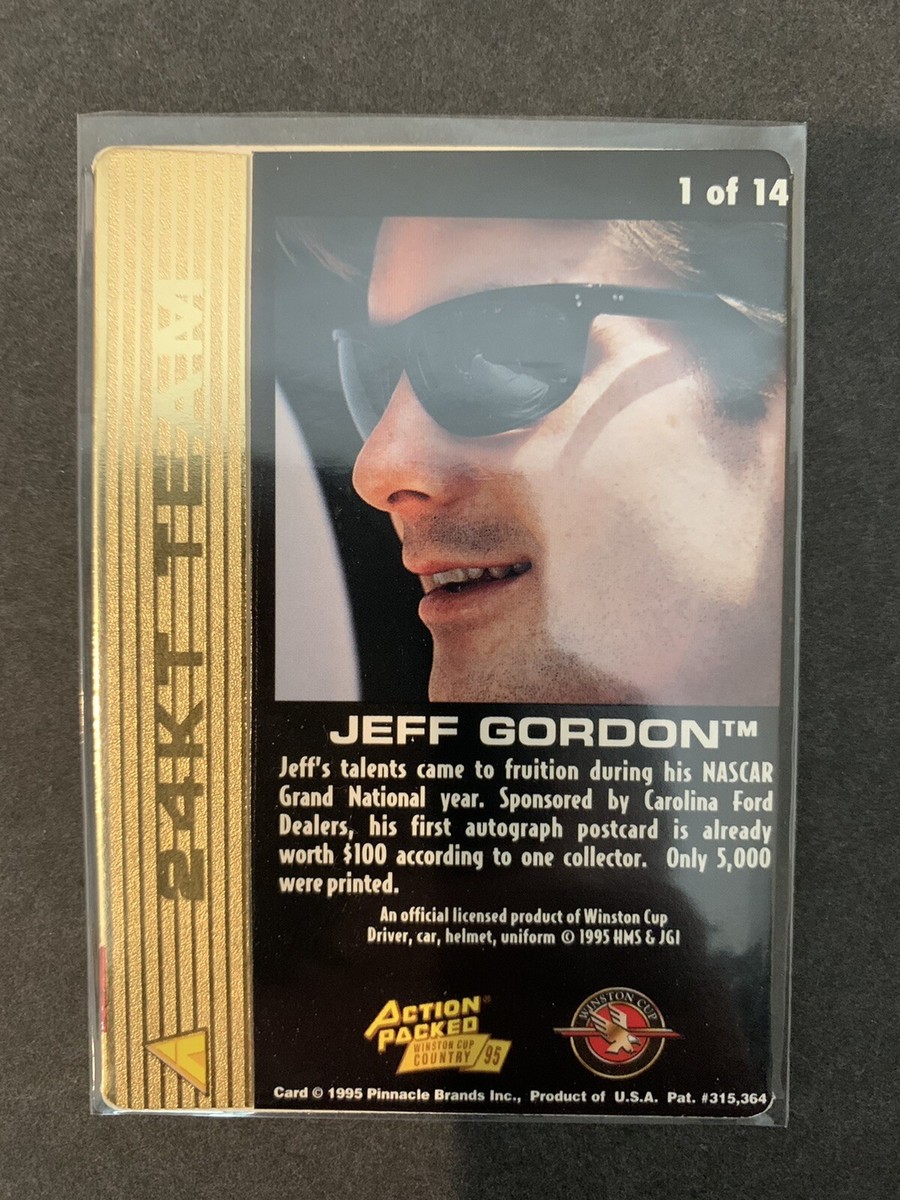 1 of 14
24KT TEAM
JEFF GORDON™
Jeff's talents came to fruition during his NASCAR
Grand National year. Sponsored by Carolina Ford
Dealers, his first autograph postcard is already
worth $100 according to one collector. Only 5,000
were printed.
An official licensed product of Winston Cup
Driver, car, helmet, uniform © 1995 HMS & JGI
ACTION
PACKED®
WINSTON CUP
COUNTRY /95
WINSTON CUP
Card © 1995 Pinnacle Brands Inc., Product of U.S.A. Pat. #315,364